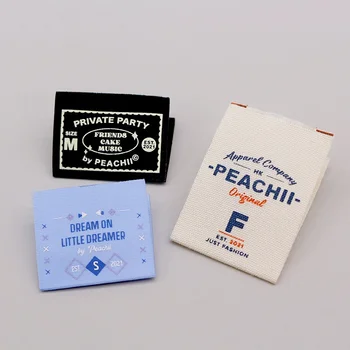 PRIVATE PARTY
SIZE
M
FRIENDS
CAKE
MUSIC
EST.
2021
by PEACHII©
Apparel Company
HK
-PEACHII-
Original
F
EST 2021
JUST FASHION
DREAM ON
LITTLE DREAMER
by Peachii
EST
S
2021